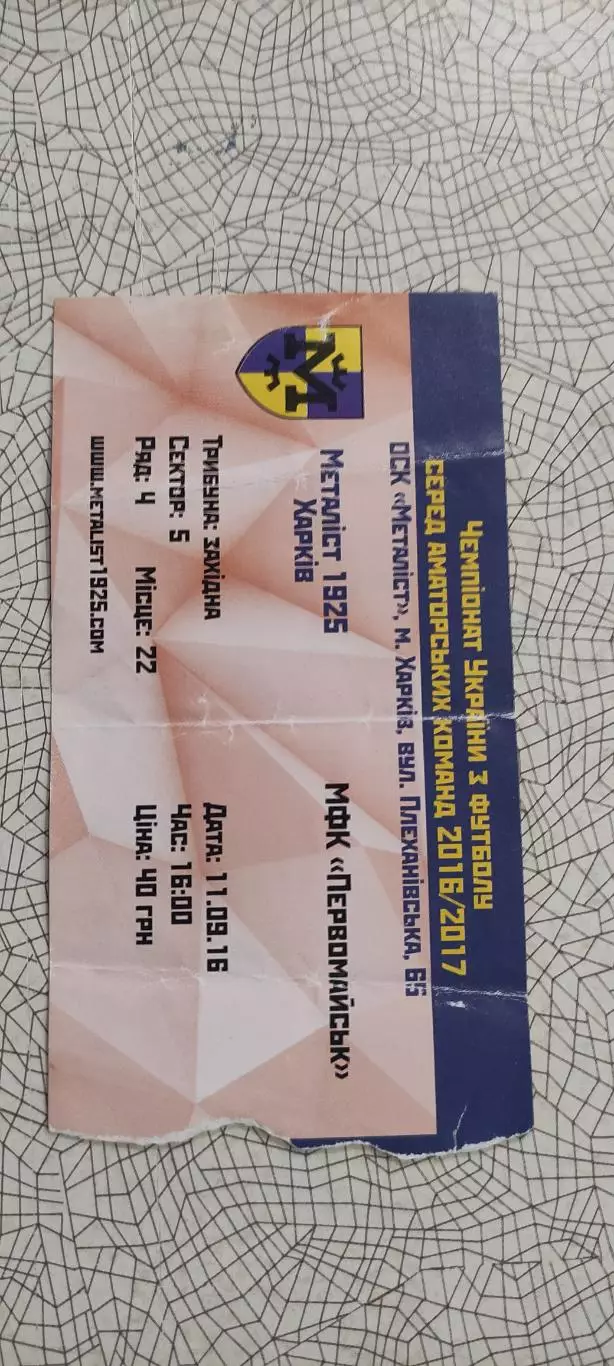 Чемпіонат України з футболу
серед аматорських команд 2016/2017
ОСК «Металіст», м. Харків, вул. Плеханівська, 65
М
Металіст 1925
Харків
МФК «Первомайськ»
Трибуна: західна
Сектор: 5
Ряд: 4 Місце: 22
Дата: 11.09.16
Час: 16:00
Ціна: 40 грн
www.metalist1925.com